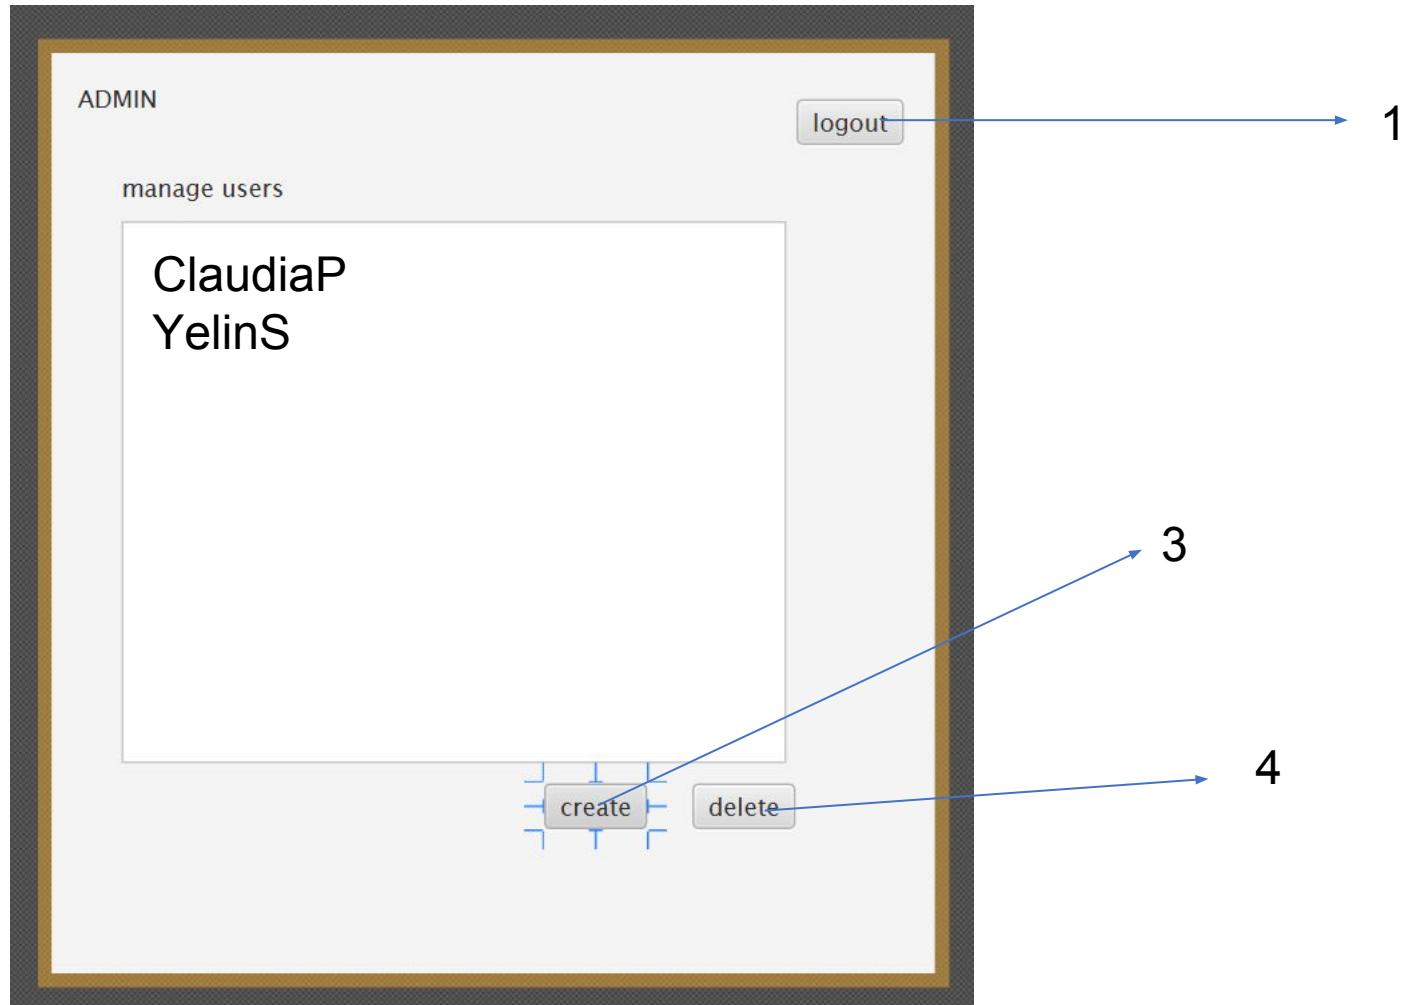 ADMIN
logout
1
manage users
ClaudiaP
YelinS
3
create
delete
4